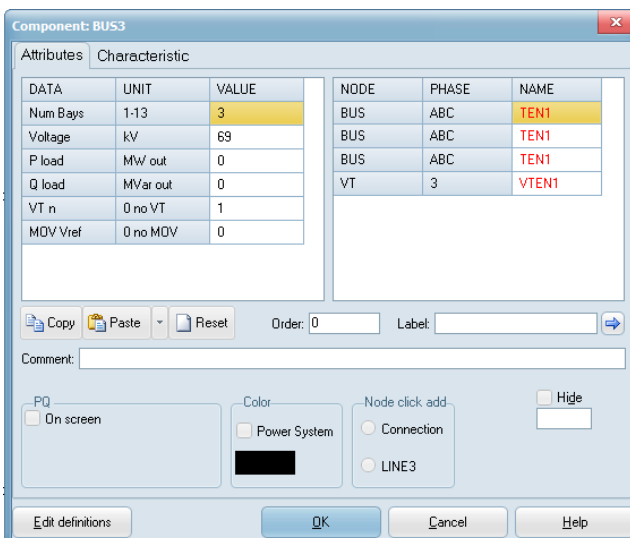 Component: BUS3
Attributes Characteristic
DATA UNIT VALUE
Num Bays 1-13 3
Voltage kV 69
P load MW out 0
Q load MVar out 0
VT n 0 no VT 1
MOV Vref 0 no MOV 0
NODE PHASE NAME
BUS ABC TEN1
BUS ABC TEN1
BUS ABC TEN1
VT 3 VTEN1
Copy Paste Reset Order: 0 Label:
Comment:
PQ Color Node click add Hide
On screen Power System Connection
LINE3
Edit definitions OK Cancel Help